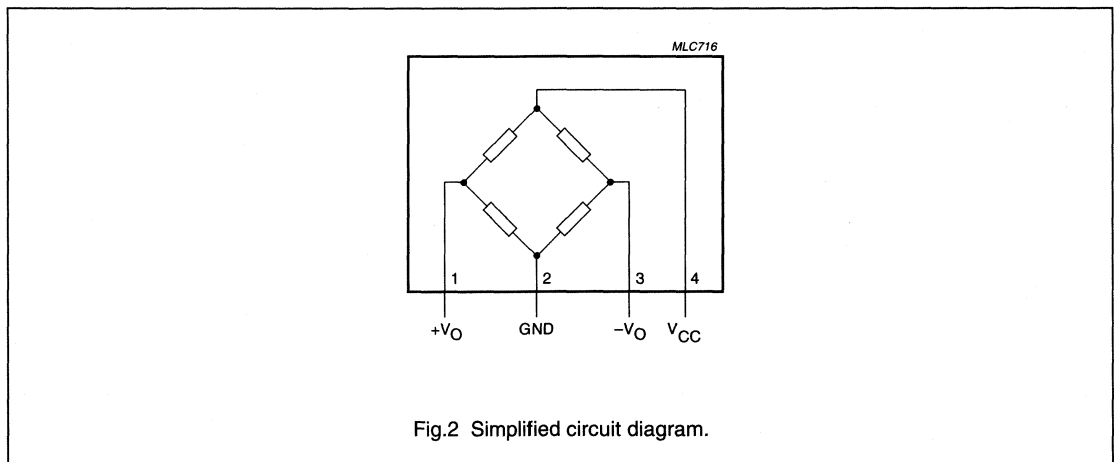 MLC716
1 2 3 4
+VO GND −VO VCC
Fig.2 Simplified circuit diagram.